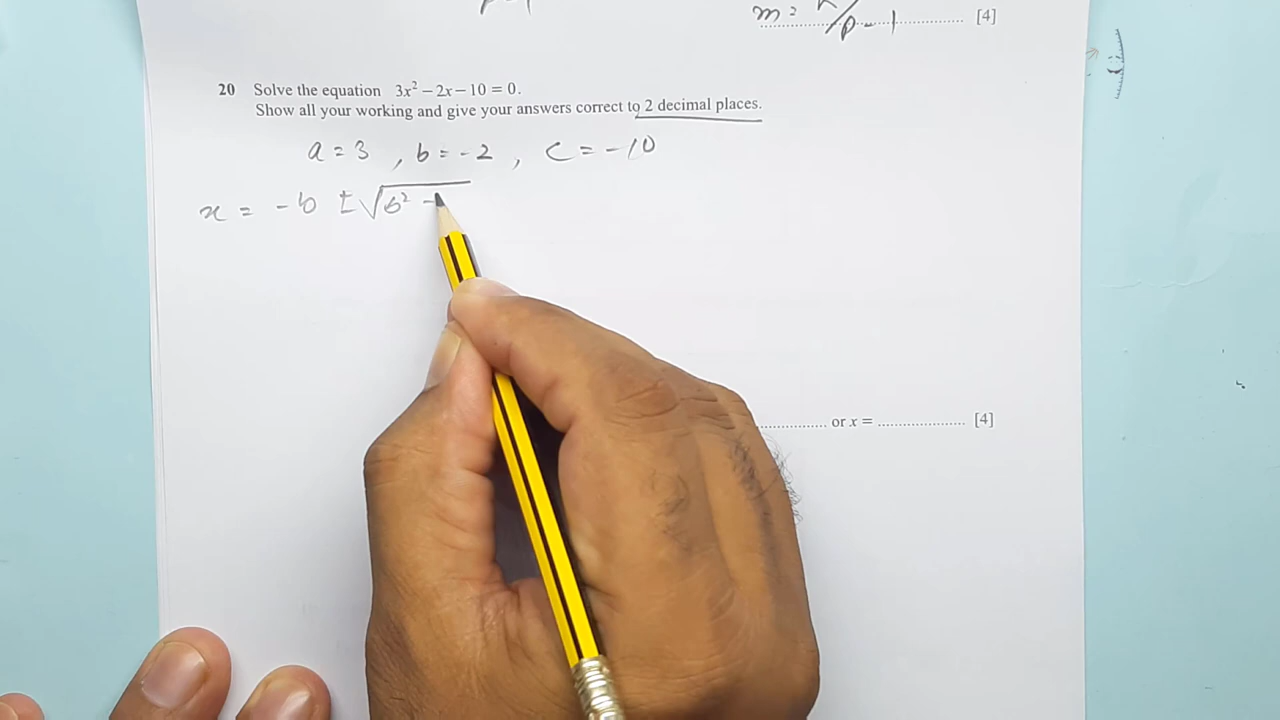 m = /p-1 [4]
20 Solve the equation 3x² – 2x – 10 = 0.
Show all your working and give your answers correct to 2 decimal places.
a = 3 , b = -2 , c = -10
x = -b ± √b² -
or x = [4]